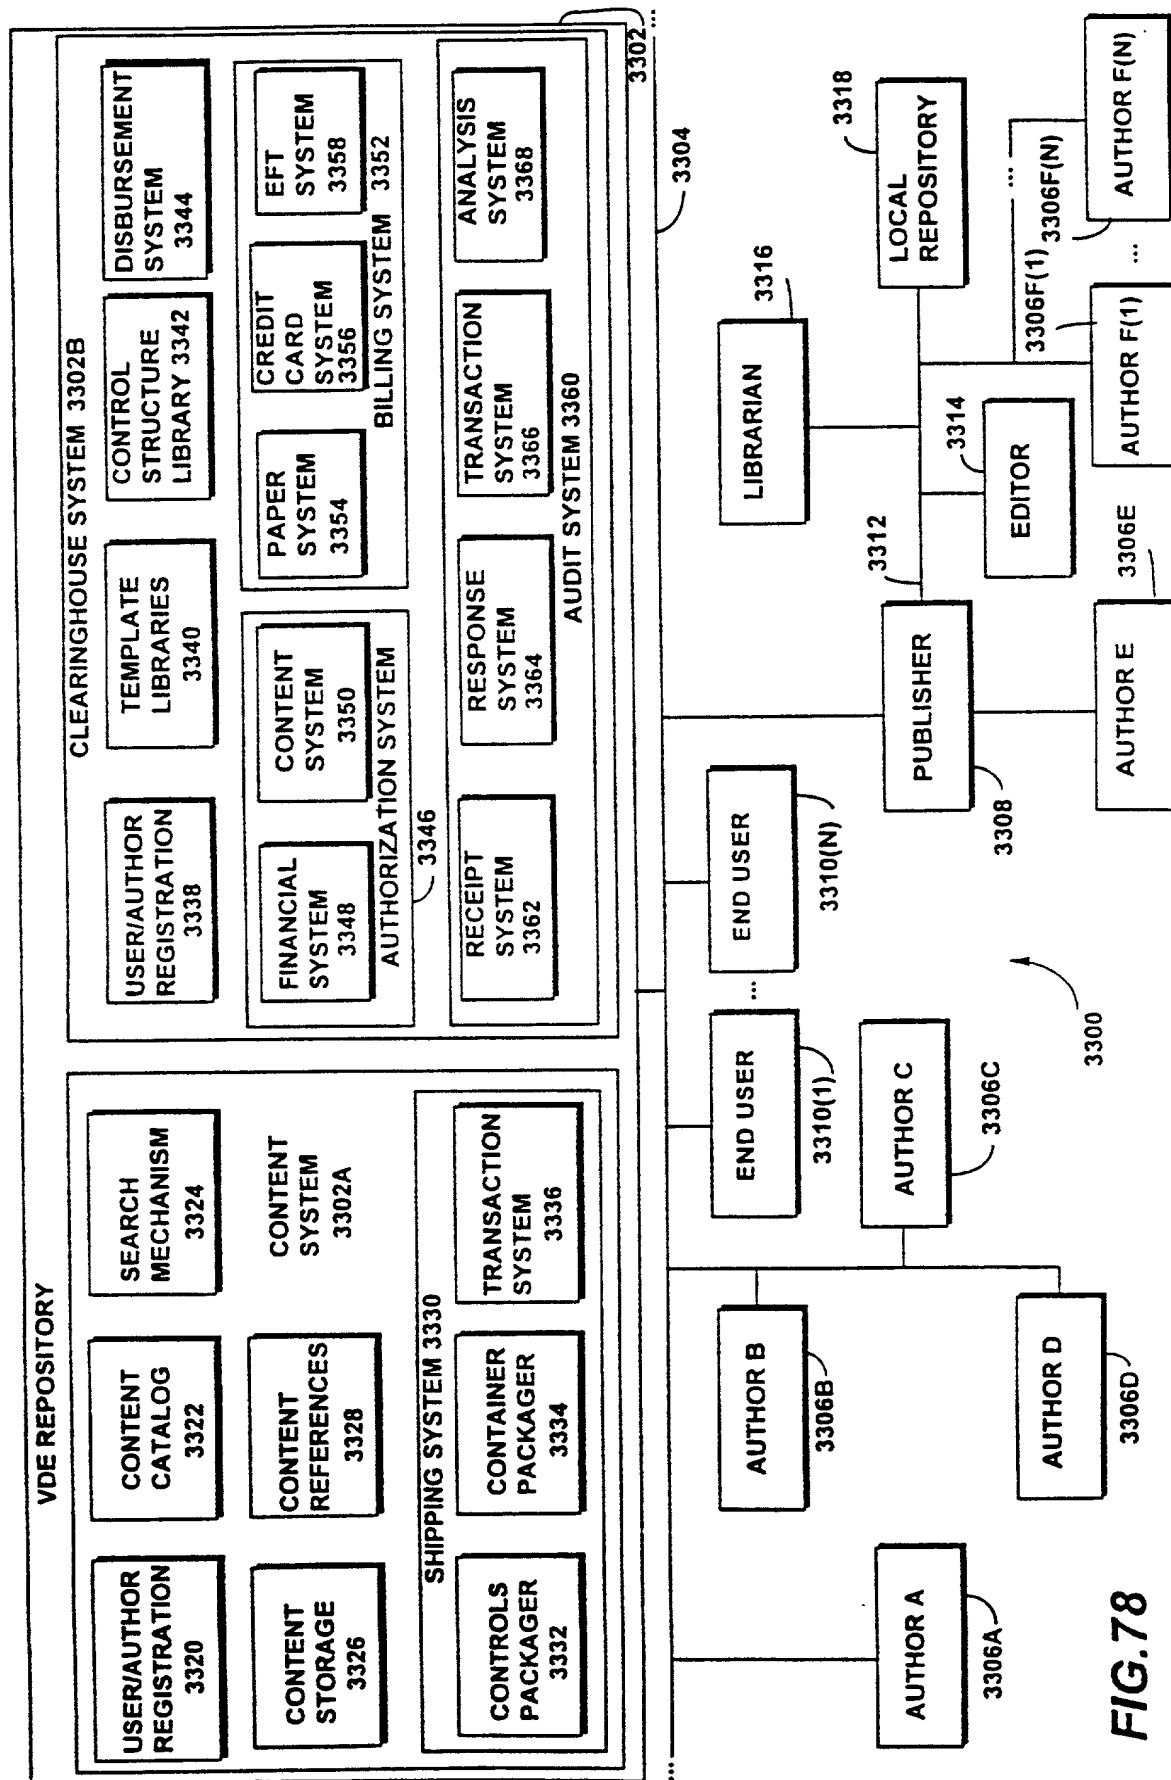 VDE REPOSITORY
USER/AUTHOR
REGISTRATION
3320
CONTENT
CATALOG
3322
SEARCH
MECHANISM
3324
CONTENT
STORAGE
3326
CONTENT
REFERENCES
3328
CONTENT
SYSTEM
3302A
SHIPPING SYSTEM 3330
CONTROLS
PACKAGER
3332
CONTAINER
PACKAGER
3334
TRANSACTION
SYSTEM
3336
CLEARINGHOUSE SYSTEM 3302B
USER/AUTHOR
REGISTRATION
3338
TEMPLATE
LIBRARIES
3340
CONTROL
STRUCTURE
LIBRARY 3342
DISBURSEMENT
SYSTEM
3344
FINANCIAL
SYSTEM
3348
CONTENT
SYSTEM
3350
AUTHORIZATION SYSTEM
3346
PAPER
SYSTEM
3354
CREDIT
CARD
SYSTEM
3356
EFT
SYSTEM
3358
BILLING SYSTEM 3352
RECEIPT
SYSTEM
3362
RESPONSE
SYSTEM
3364
TRANSACTION
SYSTEM
3366
ANALYSIS
SYSTEM
3368
AUDIT SYSTEM 3360
3302
...
...
3304
AUTHOR A
3306A
AUTHOR B
3306B
AUTHOR C
3306C
AUTHOR D
3306D
END USER
3310(1)
...
END USER
3310(N)
3300
PUBLISHER
3308
3312
AUTHOR E
3306E
LIBRARIAN
3316
EDITOR
3314
LOCAL
REPOSITORY
3318
3306F(1)
AUTHOR F(1)
...
...
3306F(N)
AUTHOR F(N)
FIG.78